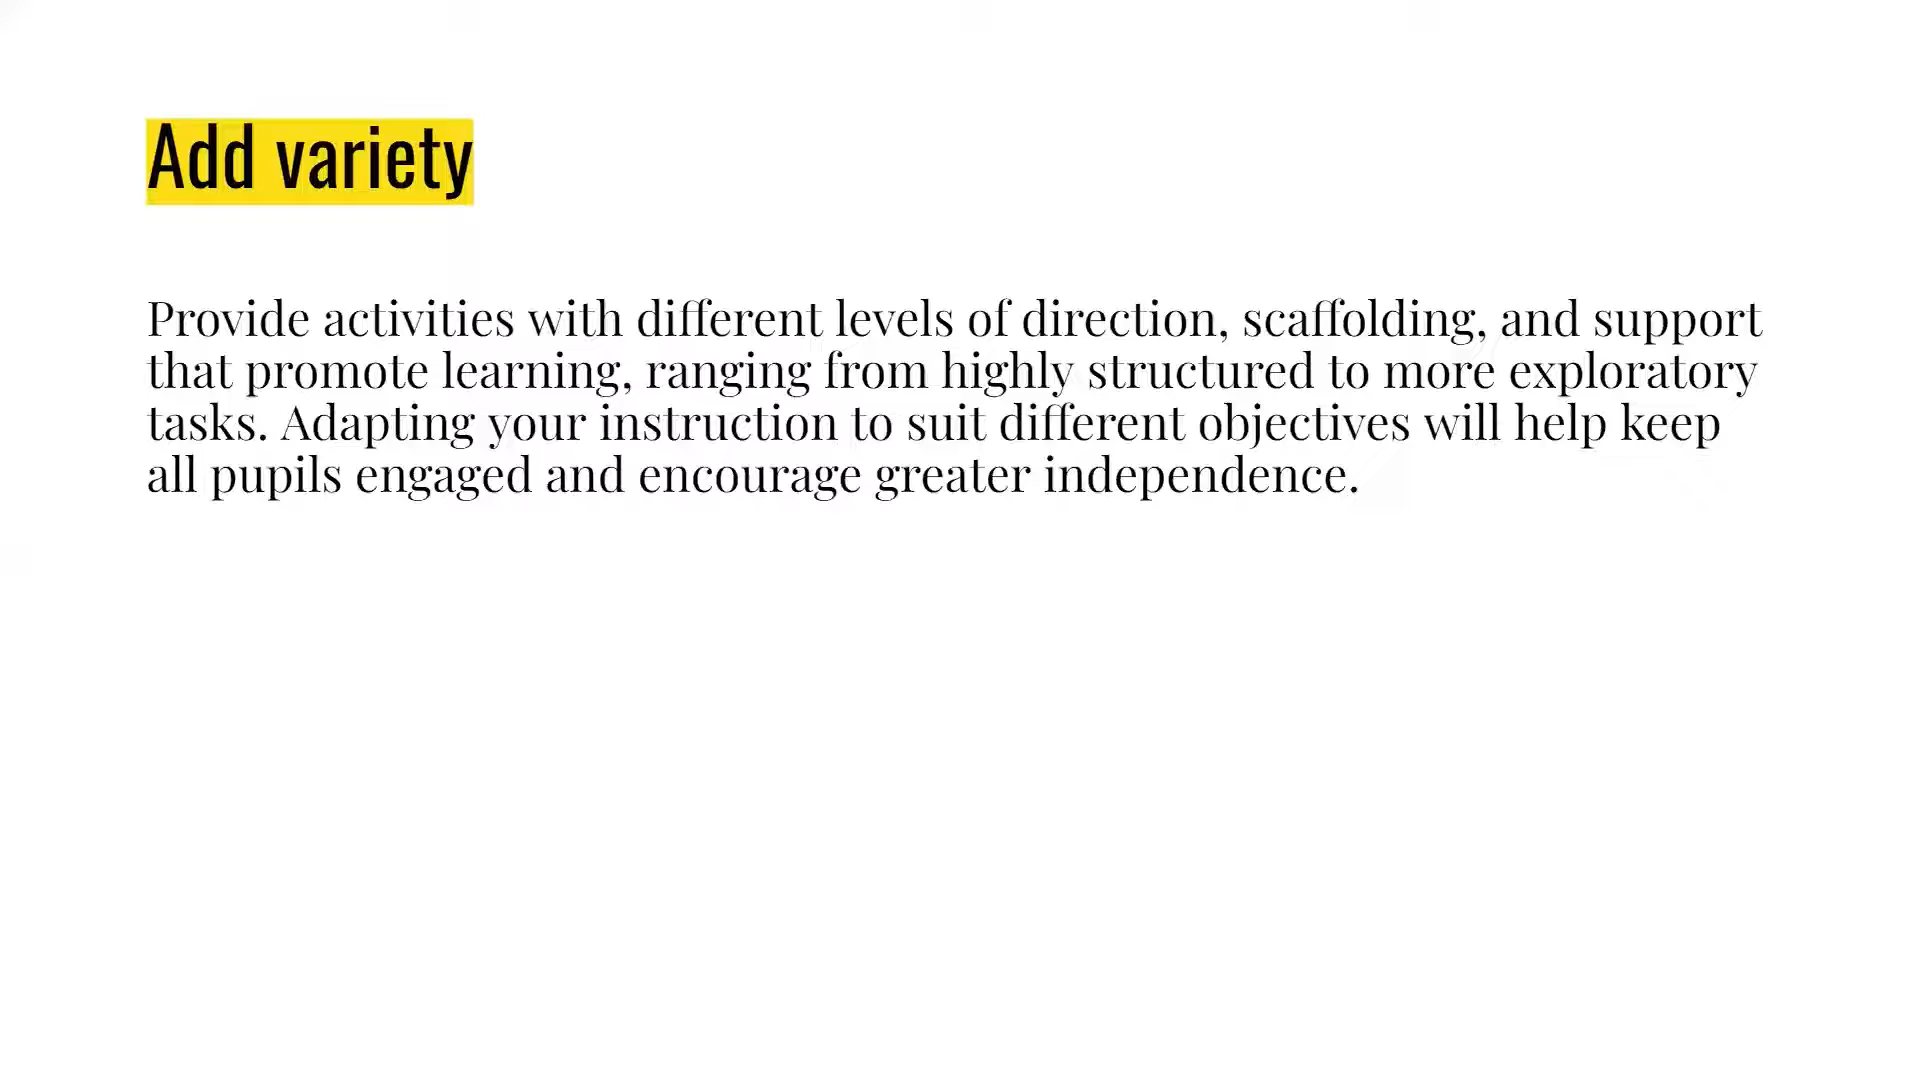 Add variety
Provide activities with different levels of direction, scaffolding, and support
that promote learning, ranging from highly structured to more exploratory
tasks. Adapting your instruction to suit different objectives will help keep
all pupils engaged and encourage greater independence.